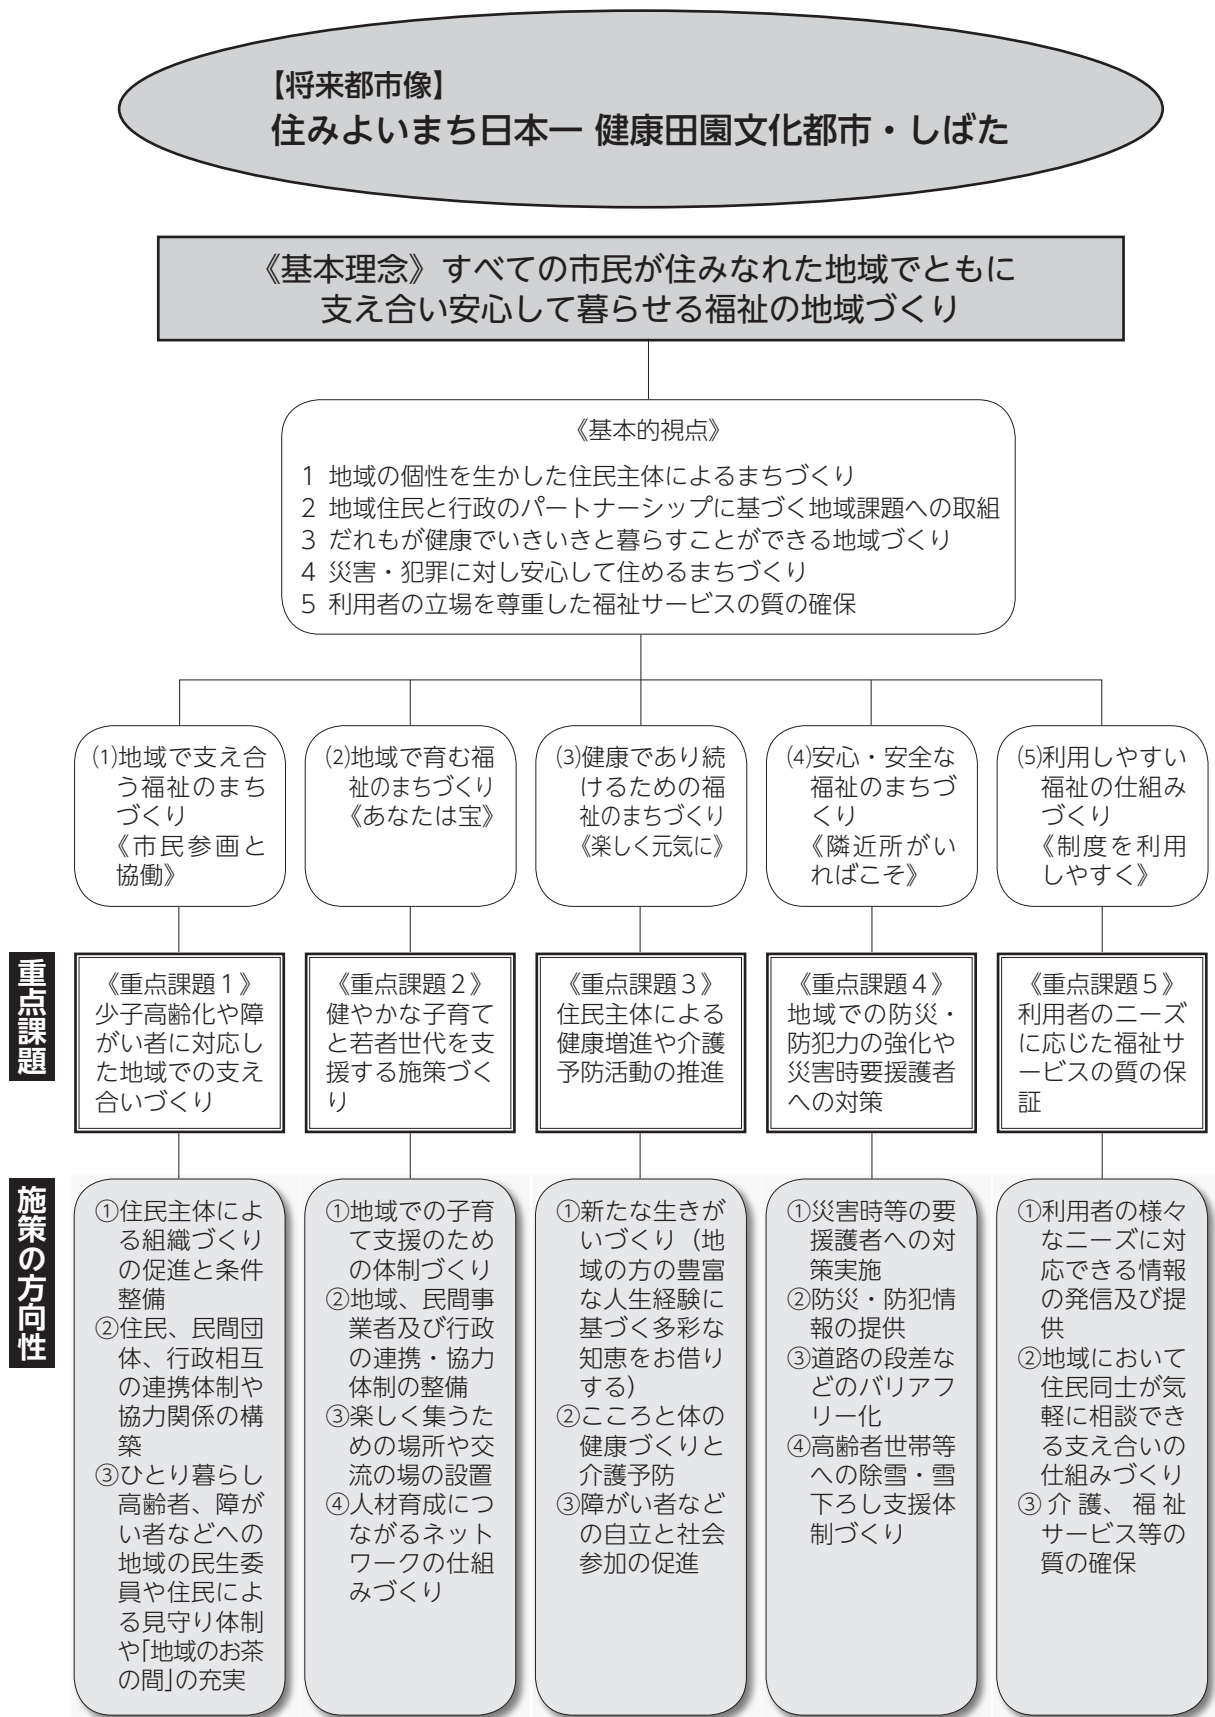 【将来都市像】
住みよいまち日本一 健康田園文化都市・しばた
《基本理念》すべての市民が住みなれた地域でともに
支え合い安心して暮らせる福祉の地域づくり
《基本的視点》
1 地域の個性を生かした住民主体によるまちづくり
2 地域住民と行政のパートナーシップに基づく地域課題への取組
3 だれもが健康でいきいきと暮らすことができる地域づくり
4 災害・犯罪に対し安心して住めるまちづくり
5 利用者の立場を尊重した福祉サービスの質の確保
⑴地域で支え合
う福祉のまち
づくり
《市民参画と
協働》
⑵地域で育む福
祉のまちづくり
《あなたは宝》
⑶健康であり続
けるための福
祉のまちづくり
《楽しく元気に》
⑷安心・安全な
福祉のまちづ
くり
《隣近所がい
ればこそ》
⑸利用しやすい
福祉の仕組み
づくり
《制度を利用
しやすく》
重点課題
《重点課題1》
少子高齢化や障
がい者に対応し
た地域での支え
合いづくり
《重点課題2》
健やかな子育て
と若者世代を支
援する施策づく
り
《重点課題3》
住民主体による
健康増進や介護
予防活動の推進
《重点課題4》
地域での防災・
防犯力の強化や
災害時要援護者
への対策
《重点課題5》
利用者のニーズ
に応じた福祉サ
ービスの質の保
証
施策の方向性
①住民主体によ
る組織づくり
の促進と条件
整備
②住民、民間団
体、行政相互
の連携体制や
協力関係の構
築
③ひとり暮らし
高齢者、障が
い者などへの
地域の民生委
員や住民によ
る見守り体制
や「地域のお茶
の間」の充実
①地域での子育
て支援のため
の体制づくり
②地域、民間事
業者及び行政
の連携・協力
体制の整備
③楽しく集うた
めの場所や交
流の場の設置
④人材育成につ
ながるネット
ワークの仕組
みづくり
①新たな生きが
いづくり（地
域の方の豊富
な人生経験に
基づく多彩な
知恵をお借り
する）
②こころと体の
健康づくりと
介護予防
③障がい者など
の自立と社会
参加の促進
①災害時等の要
援護者への対
策実施
②防災・防犯情
報の提供
③道路の段差な
どのバリアフ
リー化
④高齢者世帯等
への除雪・雪
下ろし支援体
制づくり
①利用者の様々
なニーズに対
応できる情報
の発信及び提
供
②地域において
住民同士が気
軽に相談でき
る支え合いの
仕組みづくり
③介護、福祉
サービス等の
質の確保